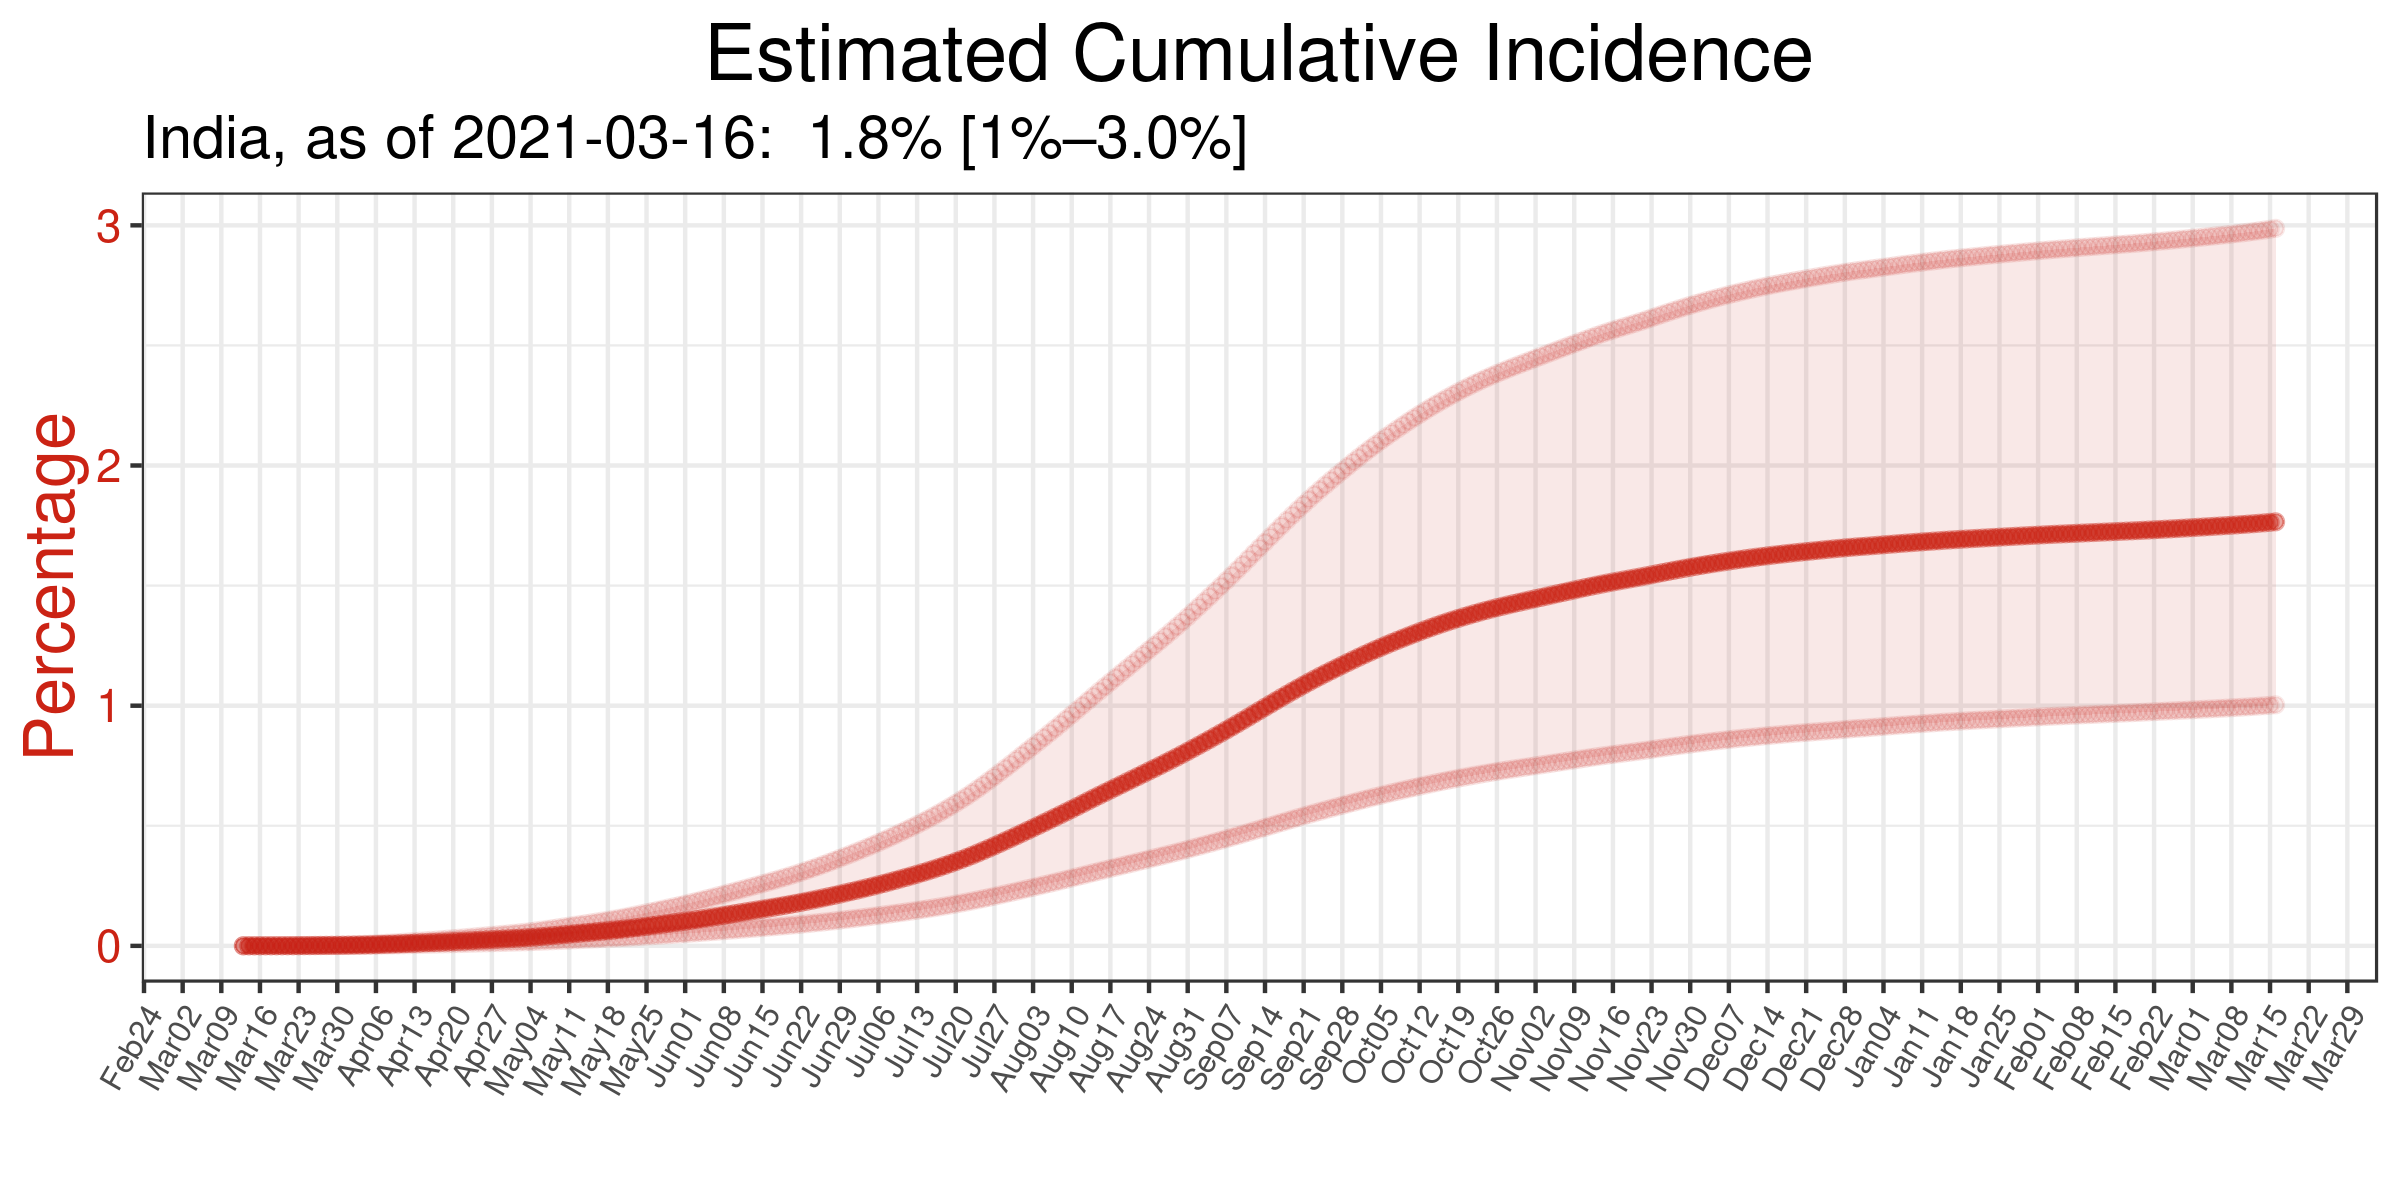 Estimated Cumulative Incidence
India, as of 2021-03-16:  1.8% [1%–3.0%]
Percentage
3
2
1
0
Feb24
Mar02
Mar09
Mar16
Mar23
Mar30
Apr06
Apr13
Apr20
Apr27
May04
May11
May18
May25
Jun01
Jun08
Jun15
Jun22
Jun29
Jul06
Jul13
Jul20
Jul27
Aug03
Aug10
Aug17
Aug24
Aug31
Sep07
Sep14
Sep21
Sep28
Oct05
Oct12
Oct19
Oct26
Nov02
Nov09
Nov16
Nov23
Nov30
Dec07
Dec14
Dec21
Dec28
Jan04
Jan11
Jan18
Jan25
Feb01
Feb08
Feb15
Feb22
Mar01
Mar08
Mar15
Mar22
Mar29